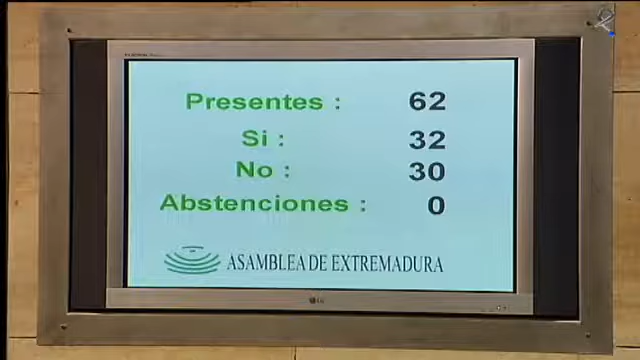 Presentes : 62
Si : 32
No : 30
Abstenciones : 0
ASAMBLEA DE EXTREMADURA
LG